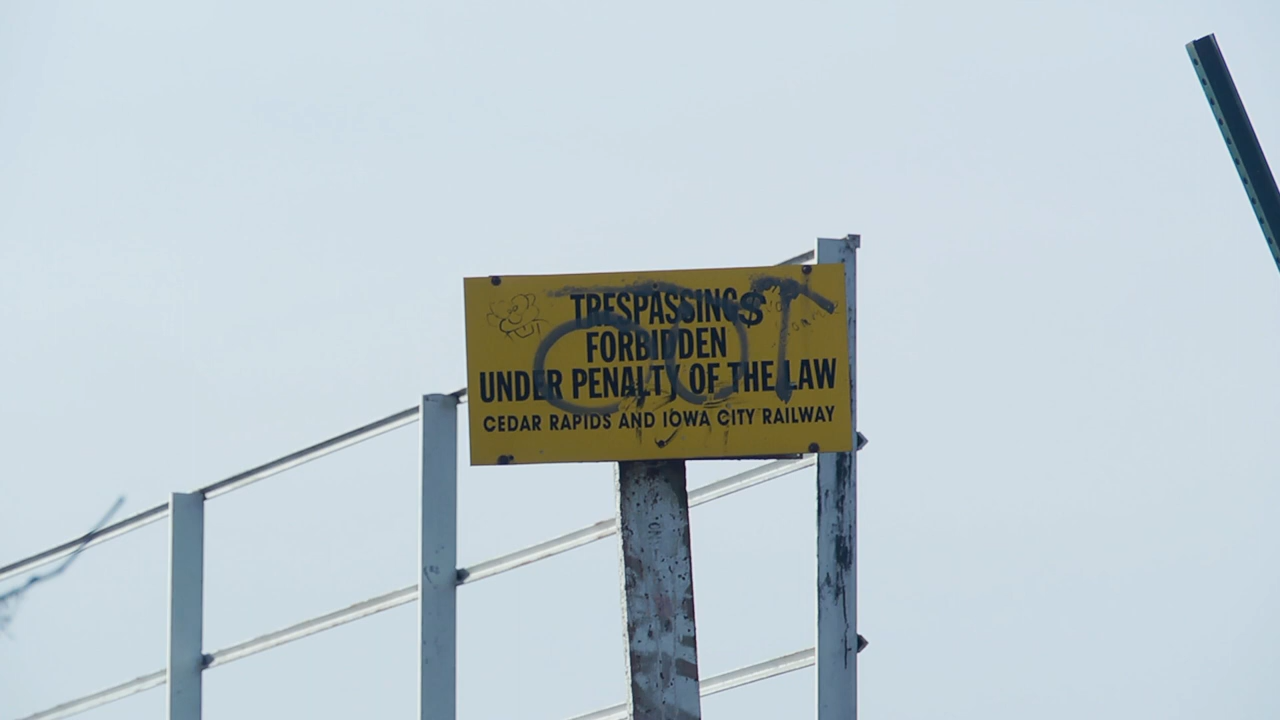 TRESPASSING$
FORBIDDEN
UNDER PENALTY OF THE LAW
CEDAR RAPIDS AND IOWA CITY RAILWAY